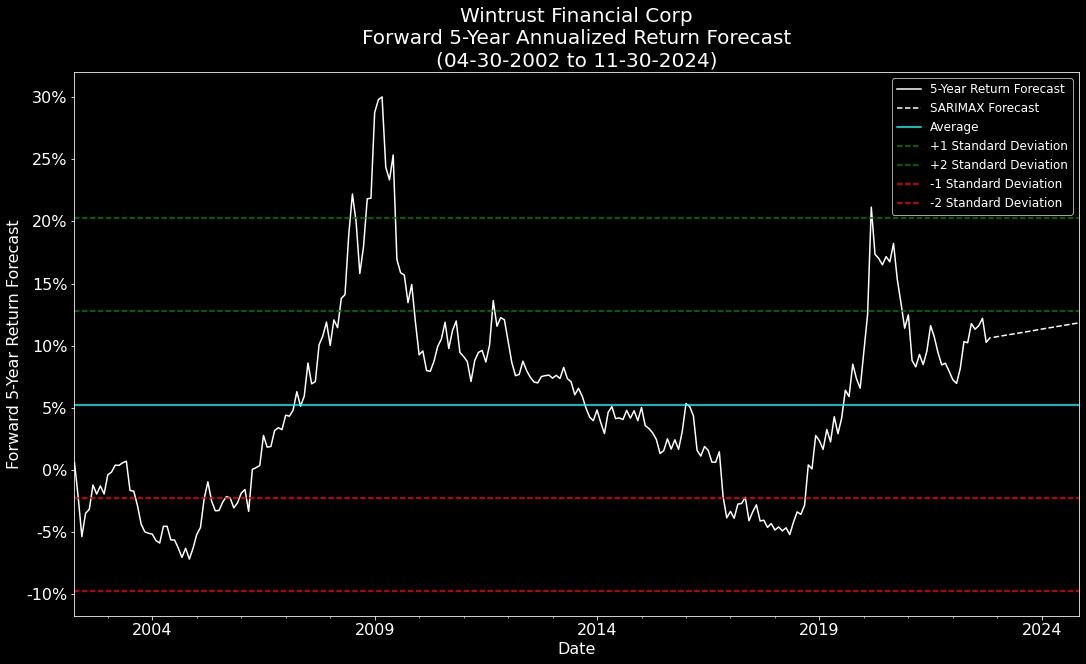 Wintrust Financial Corp
Forward 5-Year Annualized Return Forecast
(04-30-2002 to 11-30-2024)
5-Year Return Forecast
SARIMAX Forecast
Average
+1 Standard Deviation
+2 Standard Deviation
-1 Standard Deviation
-2 Standard Deviation
Forward 5-Year Return Forecast
30%
25%
20%
15%
10%
5%
0%
-5%
-10%
2004
2009
2014
2019
2024
Date